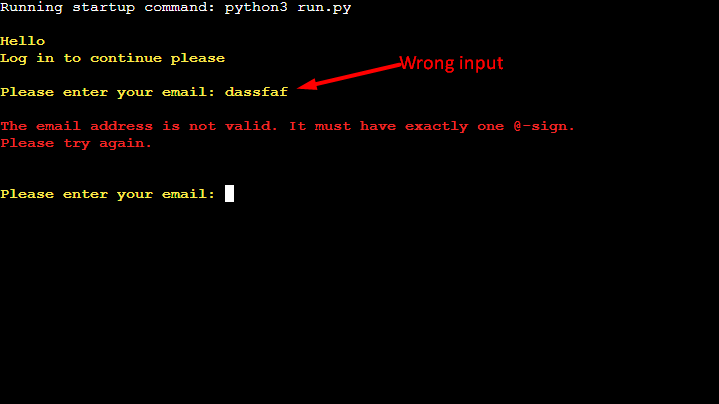 Running startup command: python3 run.py
Hello
Log in to continue please
Please enter your email: dassfaf
Wrong input
The email address is not valid. It must have exactly one @-sign.
Please try again.
Please enter your email: